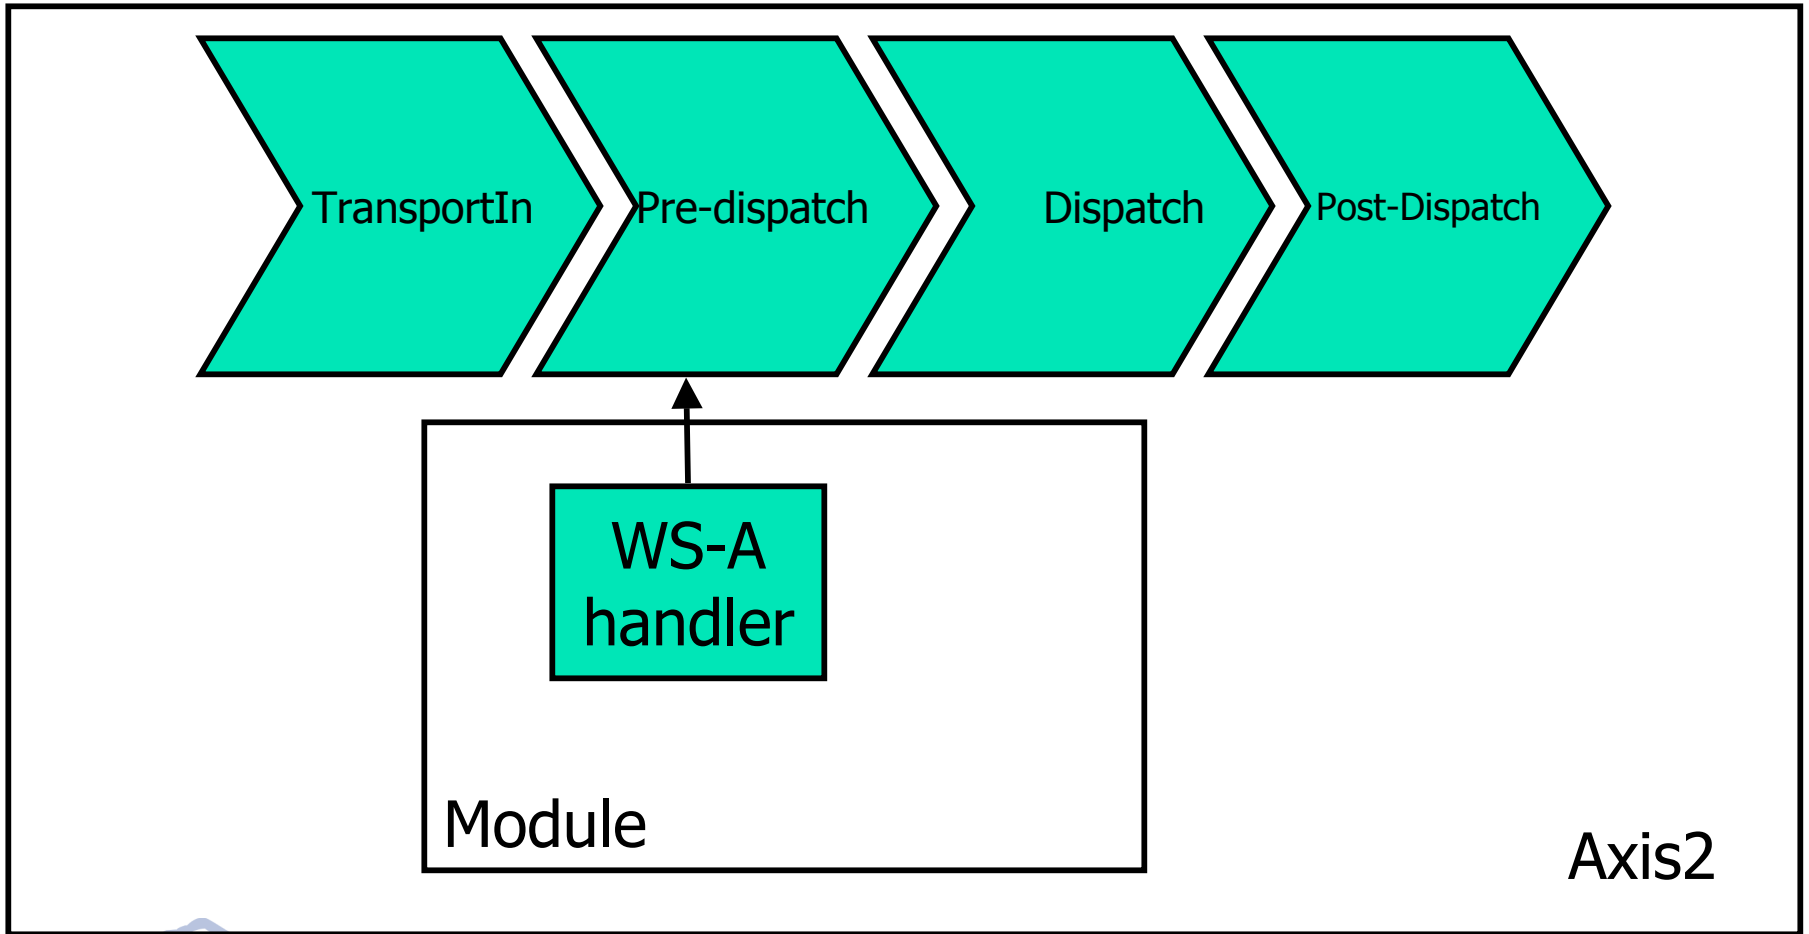 TransportIn
Pre-dispatch
Dispatch
Post-Dispatch
WS-A
handler
Module
Axis2